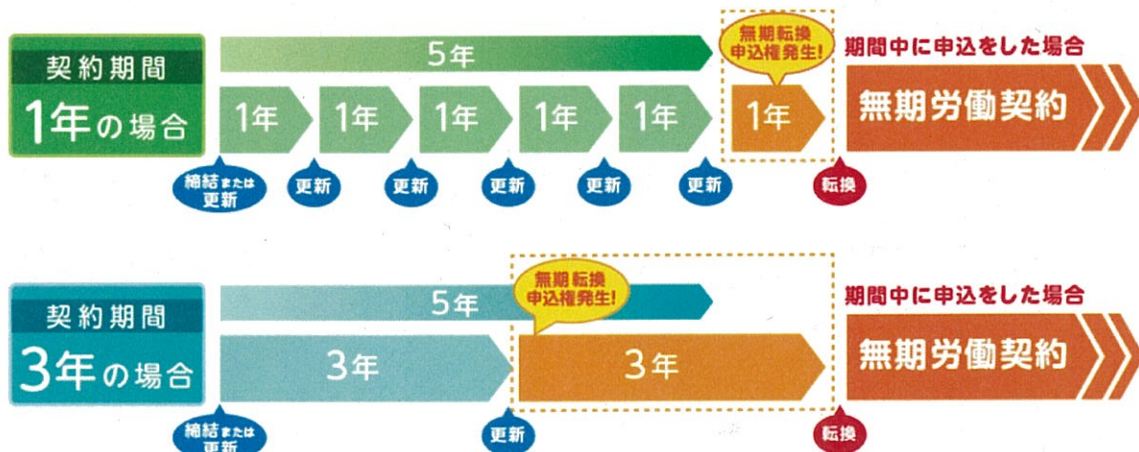 契約期間
1年の場合
5年
1年
1年
1年
1年
1年
無期転換
申込権発生!
1年
期間中に申込をした場合
無期労働契約
締結または
更新
更新
更新
更新
更新
更新
転換
契約期間
3年の場合
5年
3年
無期転換
申込権発生!
3年
期間中に申込をした場合
無期労働契約
締結または
更新
更新
転換